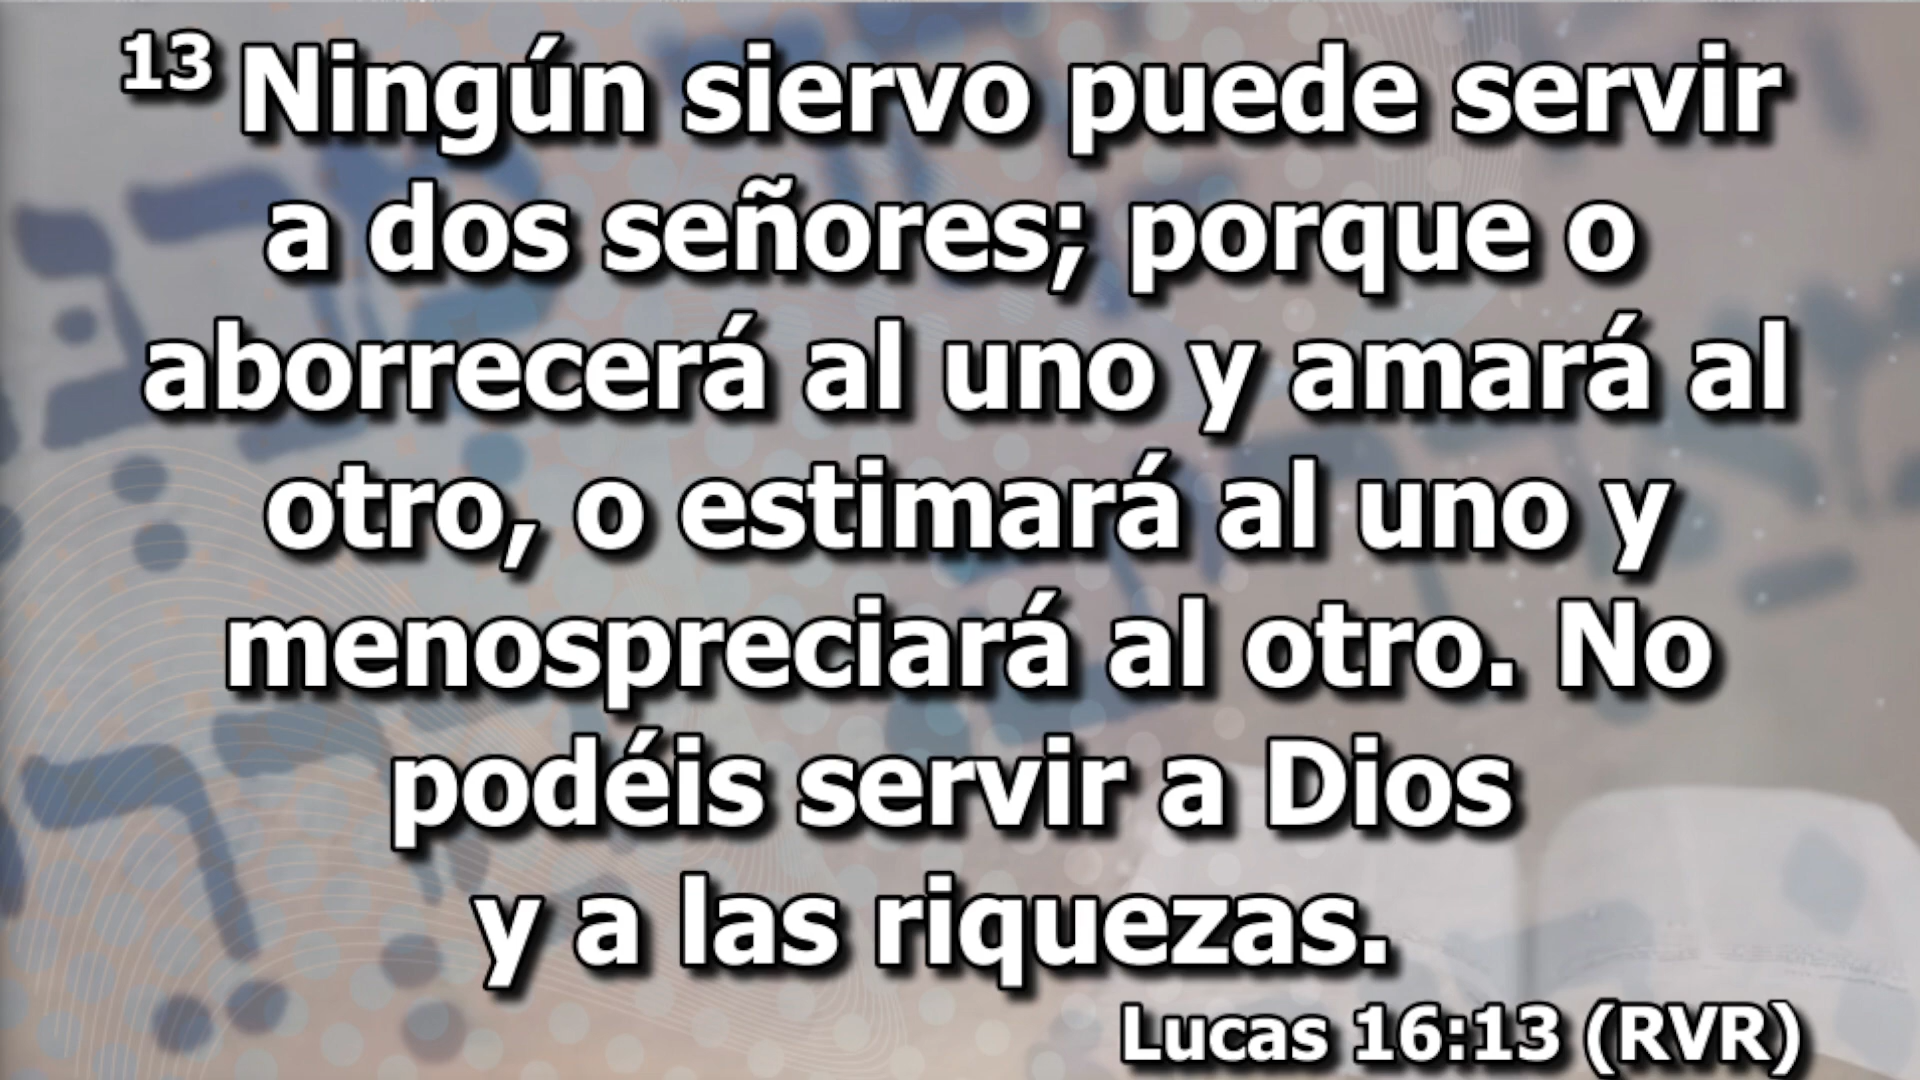 13 Ningún siervo puede servir
a dos señores; porque o
aborrecerá al uno y amará al
otro, o estimará al uno y
menospreciará al otro. No
podéis servir a Dios
y a las riquezas.
Lucas 16:13 (RVR)